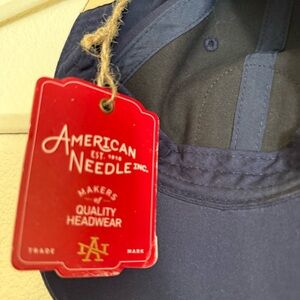 AMERICAN
EST. 1918
NEEDLE INC.
MAKERS
of
QUALITY
HEADWEAR
TRADE MARK